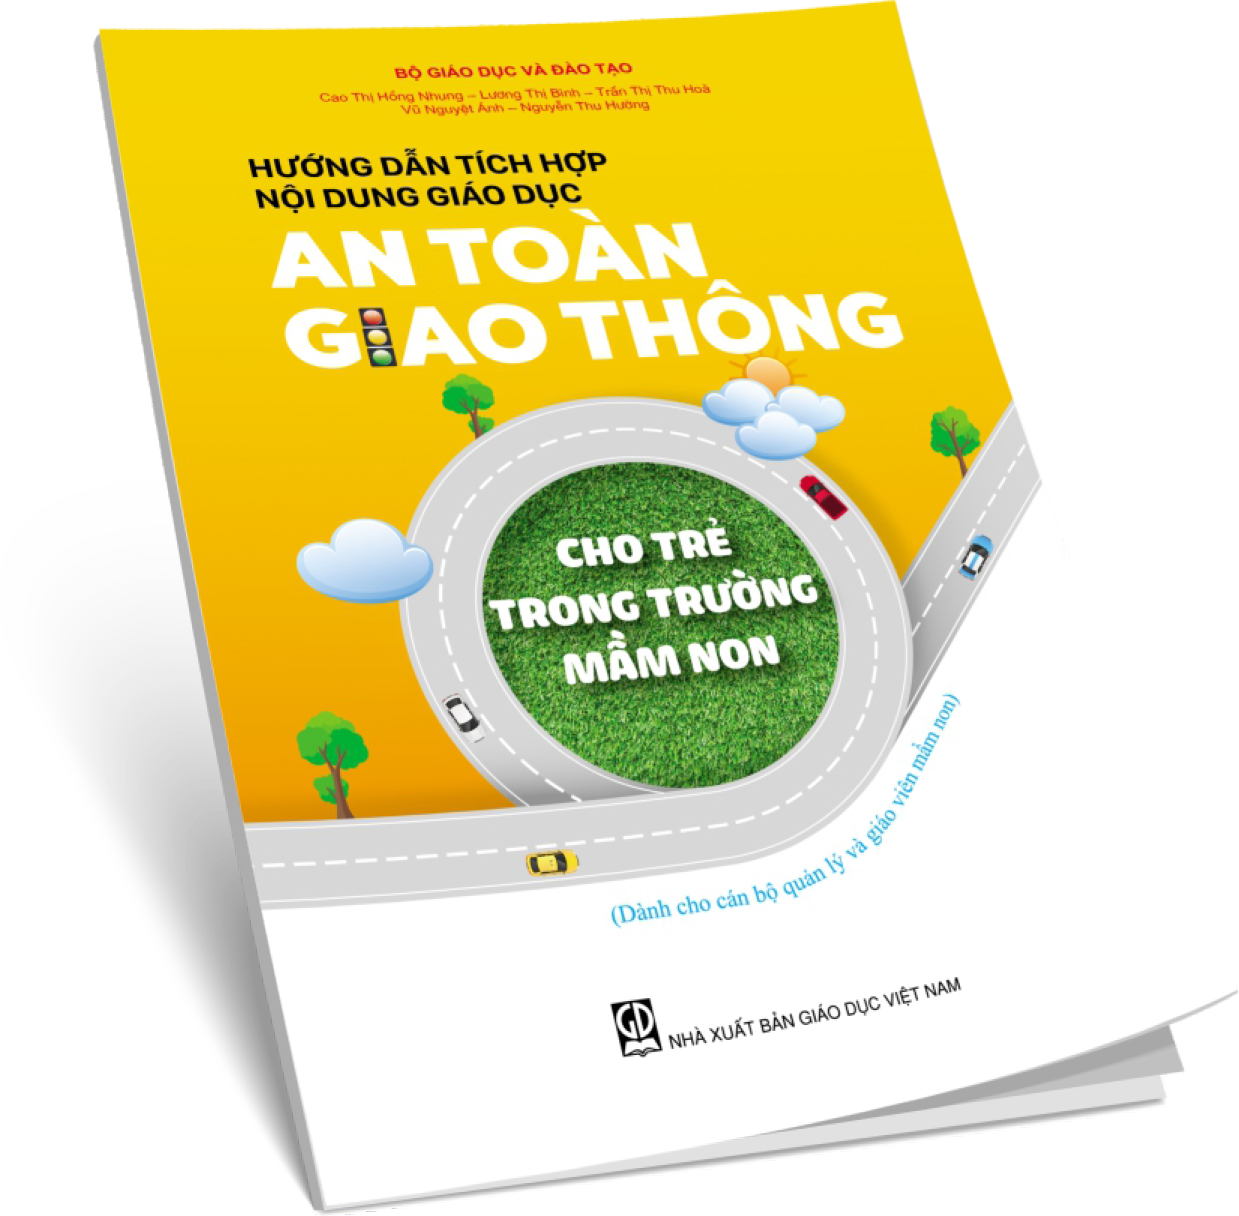 BỘ GIÁO DỤC VÀ ĐÀO TẠO
Cao Thị Hồng Nhung – Lương Thị Bình – Trần Thị Thu Hoà
Vũ Nguyệt Ánh – Nguyễn Thu Hường
HƯỚNG DẪN TÍCH HỢP
NỘI DUNG GIÁO DỤC
AN TOÀN
GIAO THÔNG
CHO TRẺ
TRONG TRƯỜNG
MẦM NON
(Dành cho cán bộ quản lý và giáo viên mầm non)
GD NHÀ XUẤT BẢN GIÁO DỤC VIỆT NAM